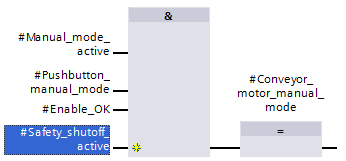 &
#Manual_mode_
active
#Pushbutton_
manual_mode
#Enable_OK
#Safety_shutoff_
active
#Conveyor_
motor_manual_
mode
=